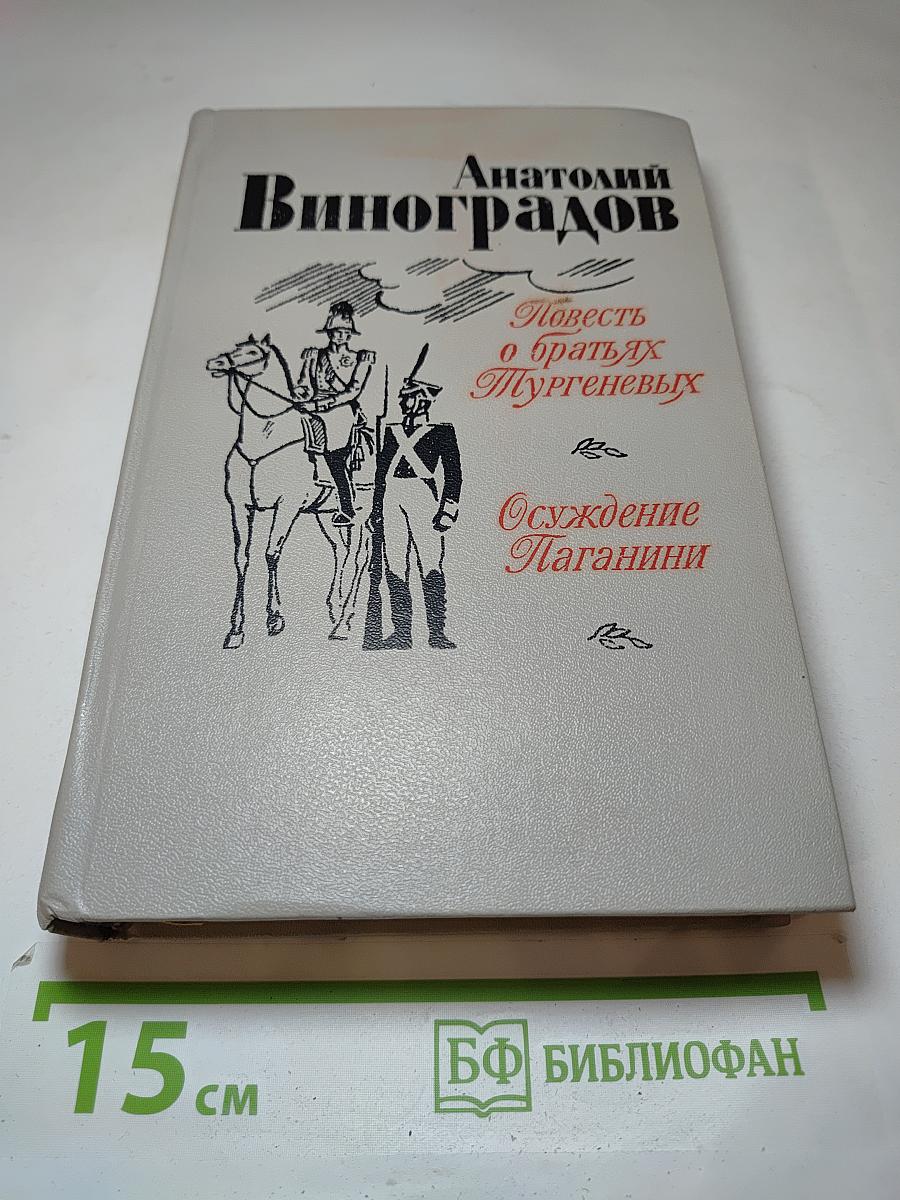 Анатолий
Виноградов
Повесть
о братьях
Тургеневых
Осуждение
Паганини
15 см
БФ БИБЛИОФАН